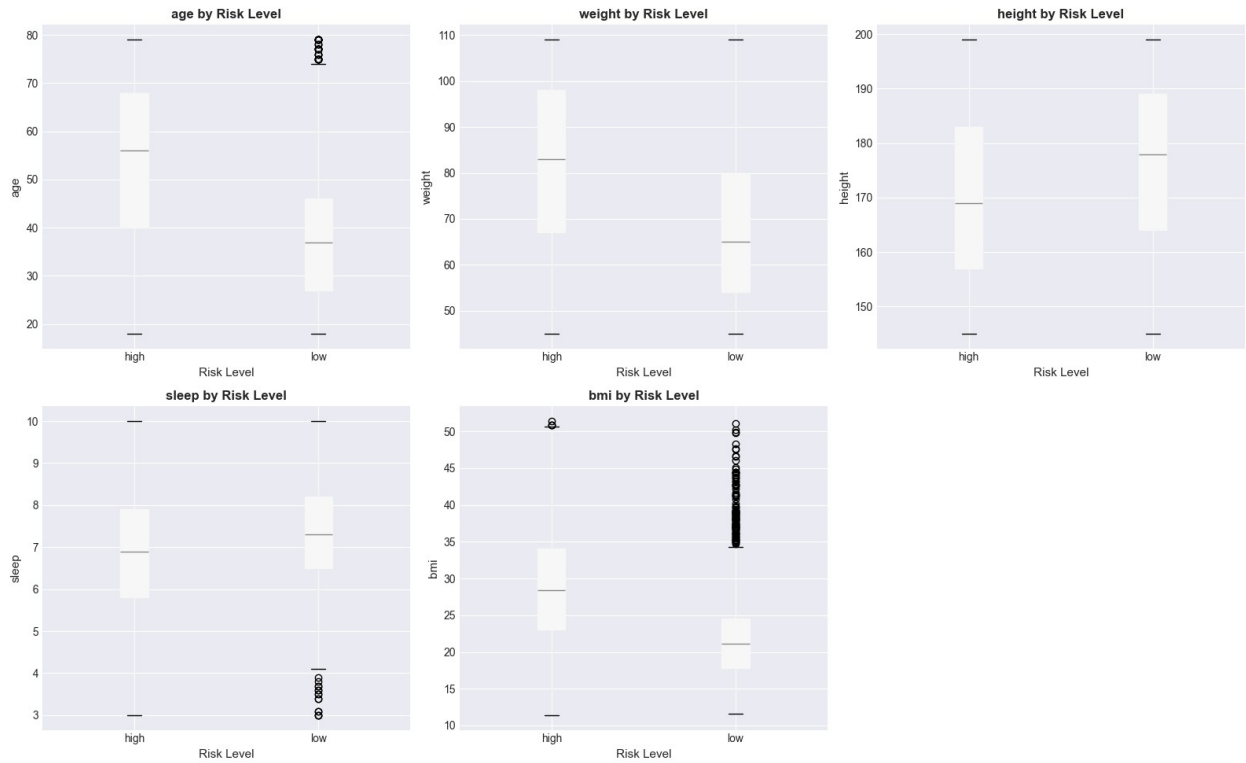 age by Risk Level
age
80
70
60
50
40
30
20
high
low
Risk Level
weight by Risk Level
weight
110
100
90
80
70
60
50
high
low
Risk Level
height by Risk Level
height
200
190
180
170
160
150
high
low
Risk Level
sleep by Risk Level
sleep
10
9
8
7
6
5
4
3
high
low
Risk Level
bmi by Risk Level
bmi
50
45
40
35
30
25
20
15
10
high
low
Risk Level